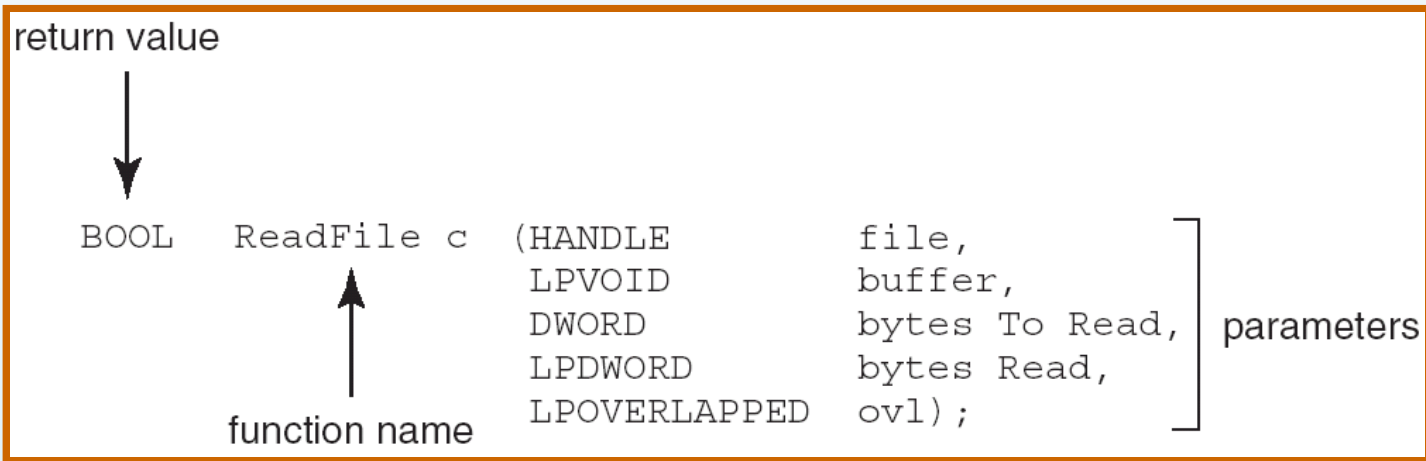 return value
BOOL ReadFile c (HANDLE file,
LPVOID buffer,
DWORD bytes To Read,
LPDWORD bytes Read,
LPOVERLAPPED ovl);
parameters
function name